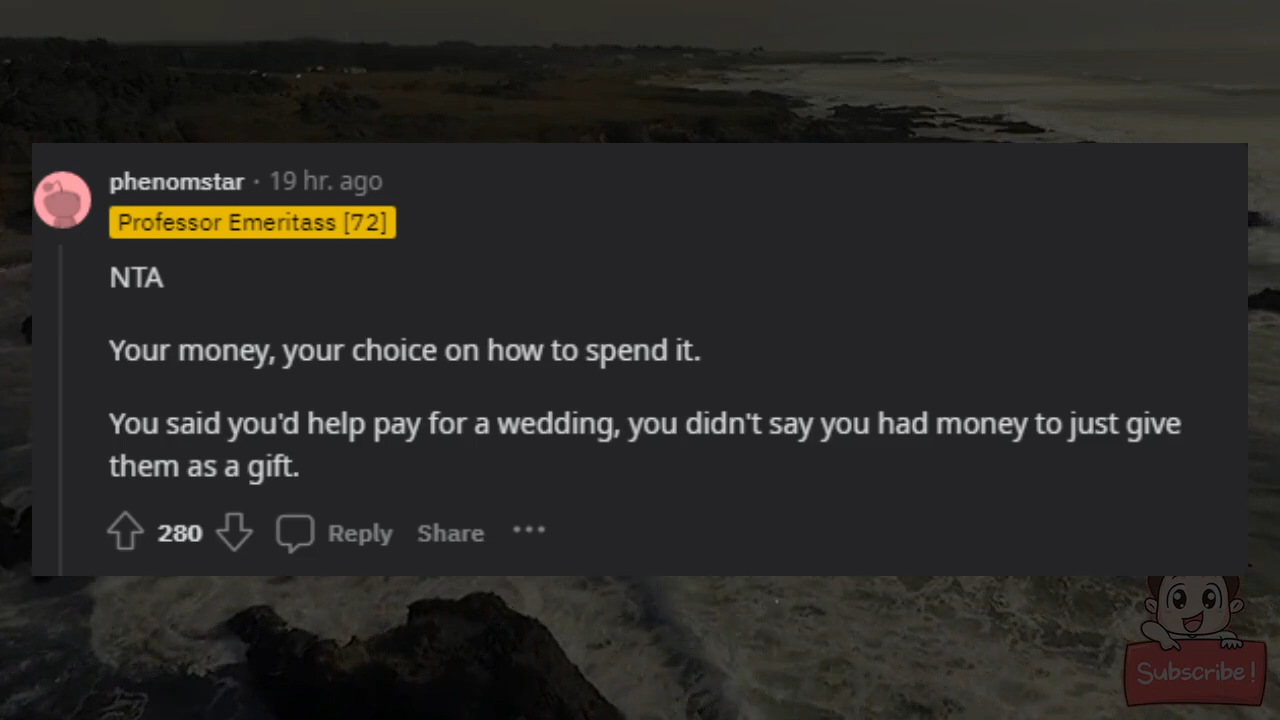 phenomstar · 19 hr. ago
Professor Emeritass [72]
NTA
Your money, your choice on how to spend it.
You said you'd help pay for a wedding, you didn't say you had money to just give
them as a gift.
280 Reply Share ···
Subscribe !